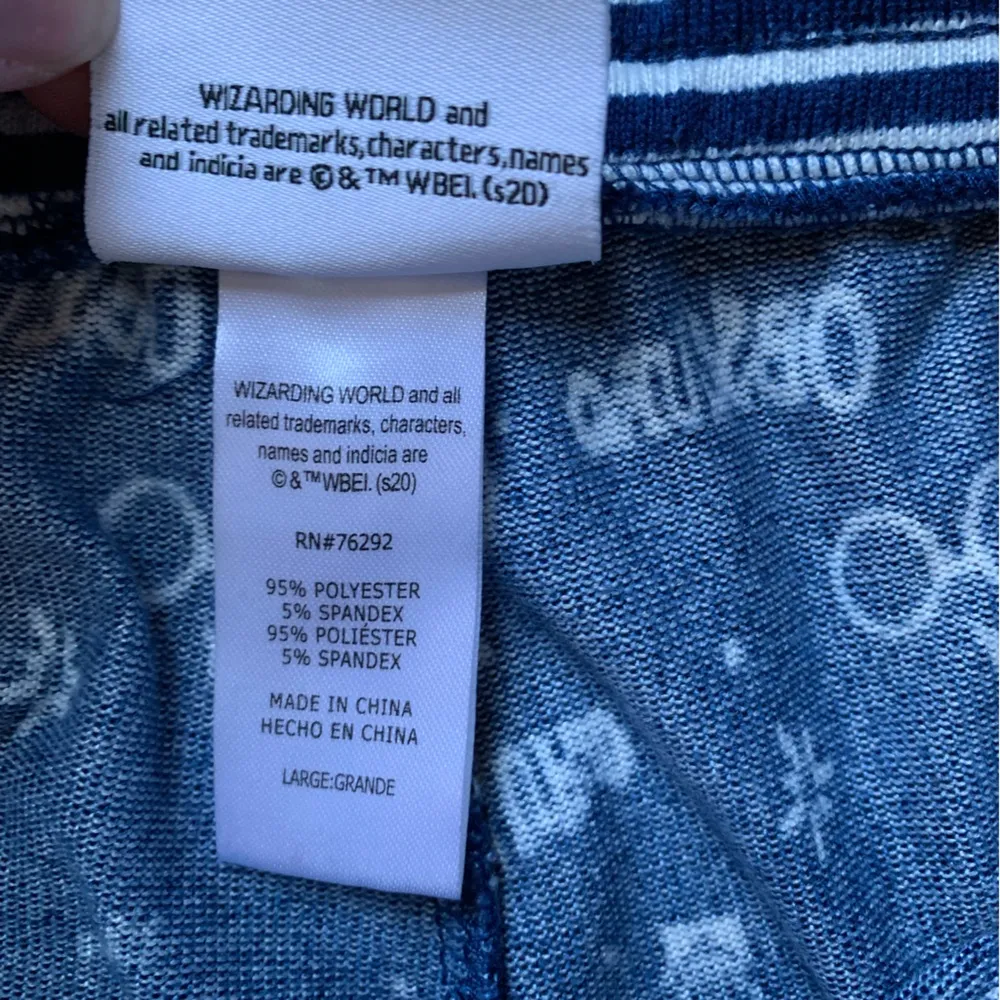 WIZARDING WORLD and
all related trademarks,characters,names
and indicia are ©&™ WBEI. (s20)
WIZARDING WORLD and all
related trademarks, characters,
names and indicia are
©&™WBEI. (s20)
RN#76292
95% POLYESTER
5% SPANDEX
95% POLIÉSTER
5% SPANDEX
MADE IN CHINA
HECHO EN CHINA
LARGE:GRANDE